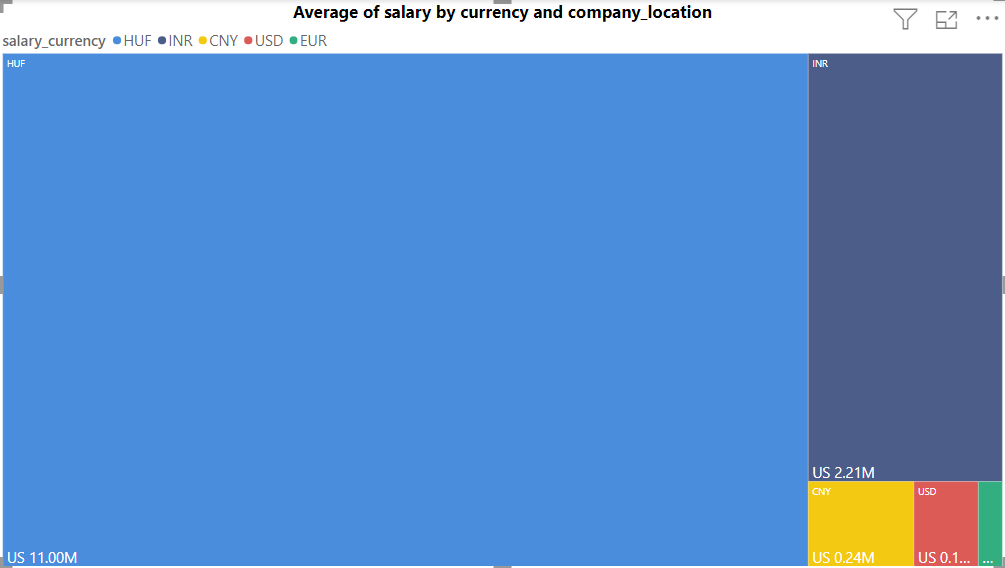 Average of salary by currency and company_location
salary_currency HUF INR CNY USD EUR
HUF
INR
US 2.21M
CNY
USD
US 11.00M
US 0.24M
US 0.1...
...